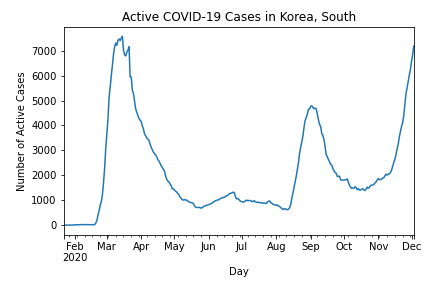 Active COVID-19 Cases in Korea, South
Number of Active Cases
7000
6000
5000
4000
3000
2000
1000
0
Feb Mar Apr May Jun Jul Aug Sep Oct Nov Dec
2020
Day